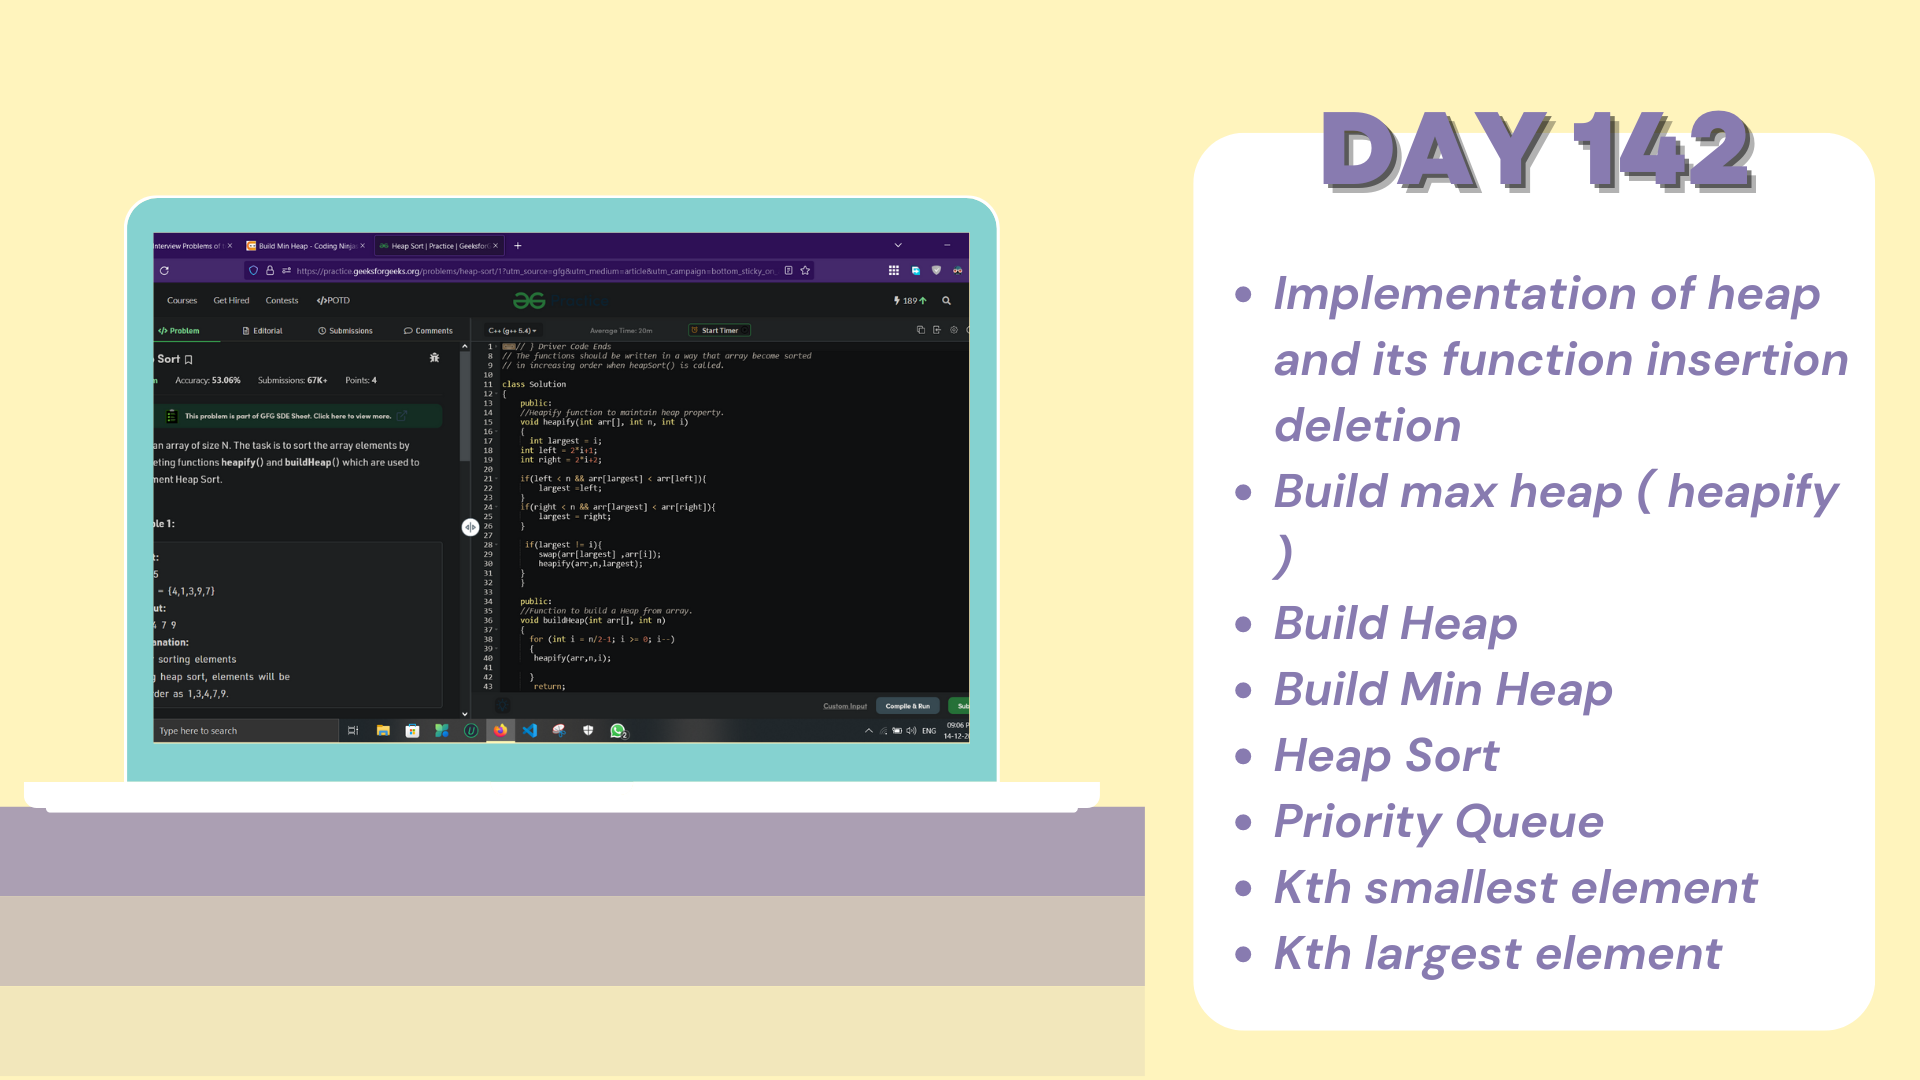 DAY 142
Implementation of heap
and its function insertion
deletion
Build max heap ( heapify
)
Build Heap
Build Min Heap
Heap Sort
Priority Queue
Kth smallest element
Kth largest element
nterview Problems of
Build Min Heap - Coding Ninja
Heap Sort | Practice | Geeksfor
https://practice.geeksforgeeks.org/problems/heap-sort/1?utm_source=gfg&utm_medium=article&utm_campaign=bottom_sticky_on_
Courses Get Hired Contests </>POTD
189
</> Problem Editorial Submissions Comments
C++ (g++ 5.4) Average Time: 20m Start Timer
Sort
Accuracy: 53.06% Submissions: 67K+ Points: 4
This problem is part of GFG SDE Sheet. Click here to view more.
an array of size N. The task is to sort the array elements by
eting functions heapify() and buildHeap() which are used to
ment Heap Sort.
ple 1:
t:
5
= {4,1,3,9,7}
ut:
4 7 9
anation:
sorting elements
g heap sort, elements will be
der as 1,3,4,7,9.
1 // } Driver Code Ends
8 // The functions should be written in a way that array become sorted
9 // in increasing order when heapSort() is called.
10
11 class Solution
12 {
13 public:
14 //Heapify function to maintain heap property.
15 void heapify(int arr[], int n, int i)
16 {
17 int largest = i;
18 int left = 2*i+1;
19 int right = 2*i+2;
20
21 if(left < n && arr[largest] < arr[left]){
22 largest =left;
23 }
24 if(right < n && arr[largest] < arr[right]){
25 largest = right;
26 }
27
28 if(largest != i){
29 swap(arr[largest] ,arr[i]);
30 heapify(arr,n,largest);
31 }
32 }
33
34 public:
35 //Function to build a Heap from array.
36 void buildHeap(int arr[], int n)
37 {
38 for (int i = n/2-1; i >= 0; i--)
39 {
40 heapify(arr,n,i);
41
42 }
43 return;
Custom Input Compile & Run Sub
Type here to search
2
ENG
09:06 P
14-12-2